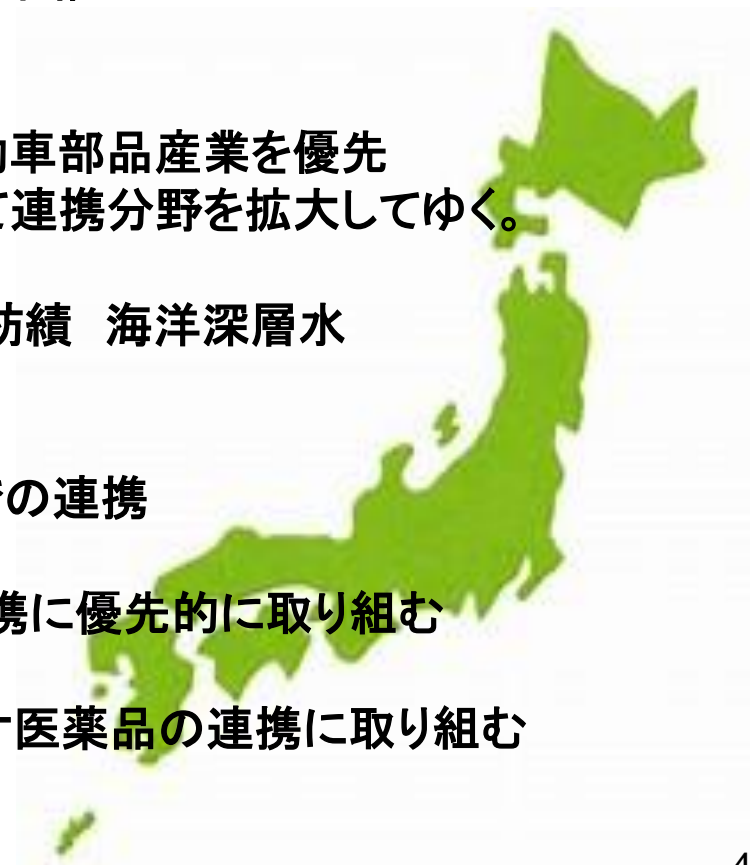 車部品産業を優先
て連携分野を拡大してゆく。
紡績　海洋深層水
の連携
携に優先的に取り組む
医薬品の連携に取り組む
4